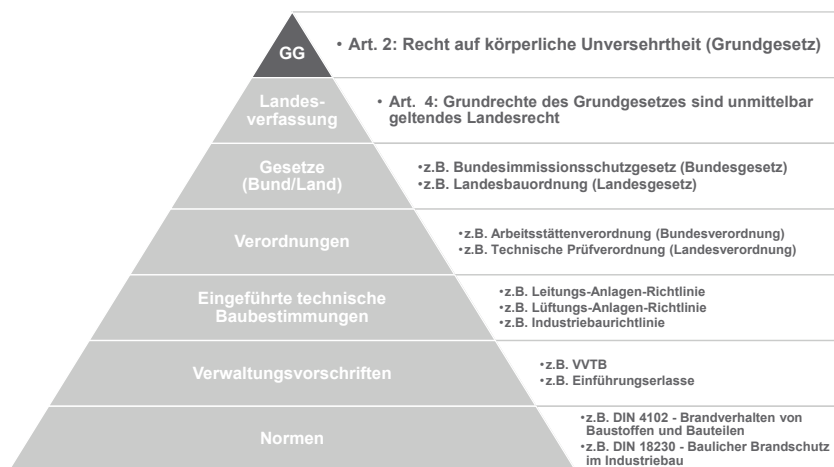 GG
• Art. 2: Recht auf körperliche Unversehrtheit (Grundgesetz)
Landes-
verfassung
• Art.  4: Grundrechte des Grundgesetzes sind unmittelbar
geltendes Landesrecht
Gesetze
(Bund/Land)
•z.B. Bundesimmissionsschutzgesetz (Bundesgesetz)
•z.B. Landesbauordnung (Landesgesetz)
Verordnungen
•z.B. Arbeitsstättenverordnung (Bundesverordnung)
•z.B. Technische Prüfverordnung (Landesverordnung)
Eingeführte technische
Baubestimmungen
•z.B. Leitungs-Anlagen-Richtlinie
•z.B. Lüftungs-Anlagen-Richtlinie
•z.B. Industriebaurichtlinie
Verwaltungsvorschriften
•z.B. VVTB
•z.B. Einführungserlasse
Normen
•z.B. DIN 4102 - Brandverhalten von
Baustoffen und Bauteilen
•z.B. DIN 18230 - Baulicher Brandschutz
im Industriebau